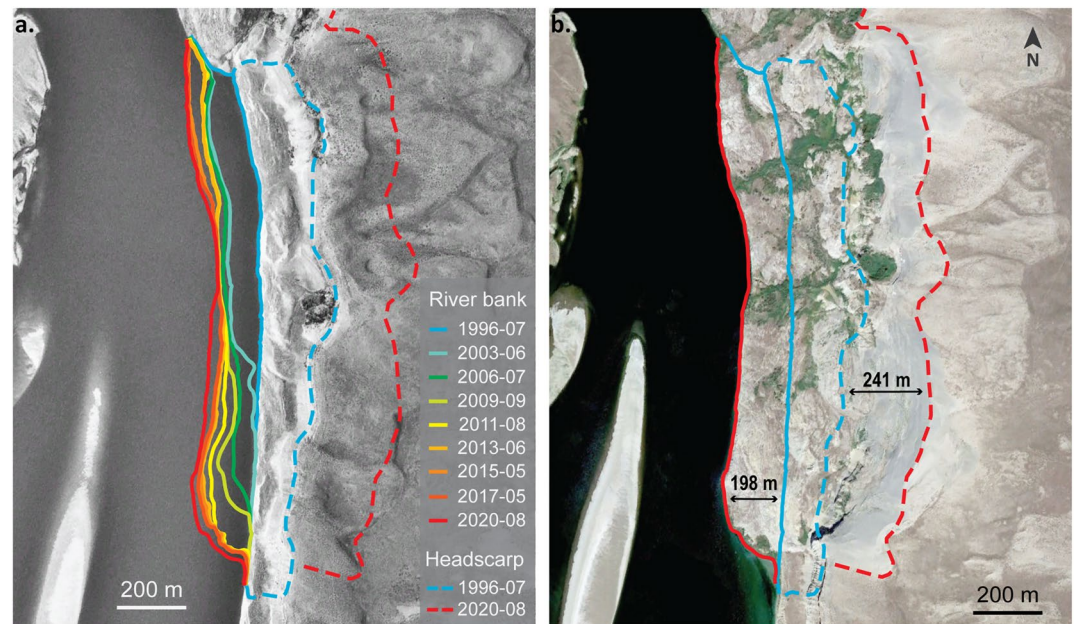 a.
River bank
1996-07
2003-06
2006-07
2009-09
2011-08
2013-06
2015-05
2017-05
2020-08
Headscarp
1996-07
2020-08
200 m
b.
N
241 m
198 m
200 m